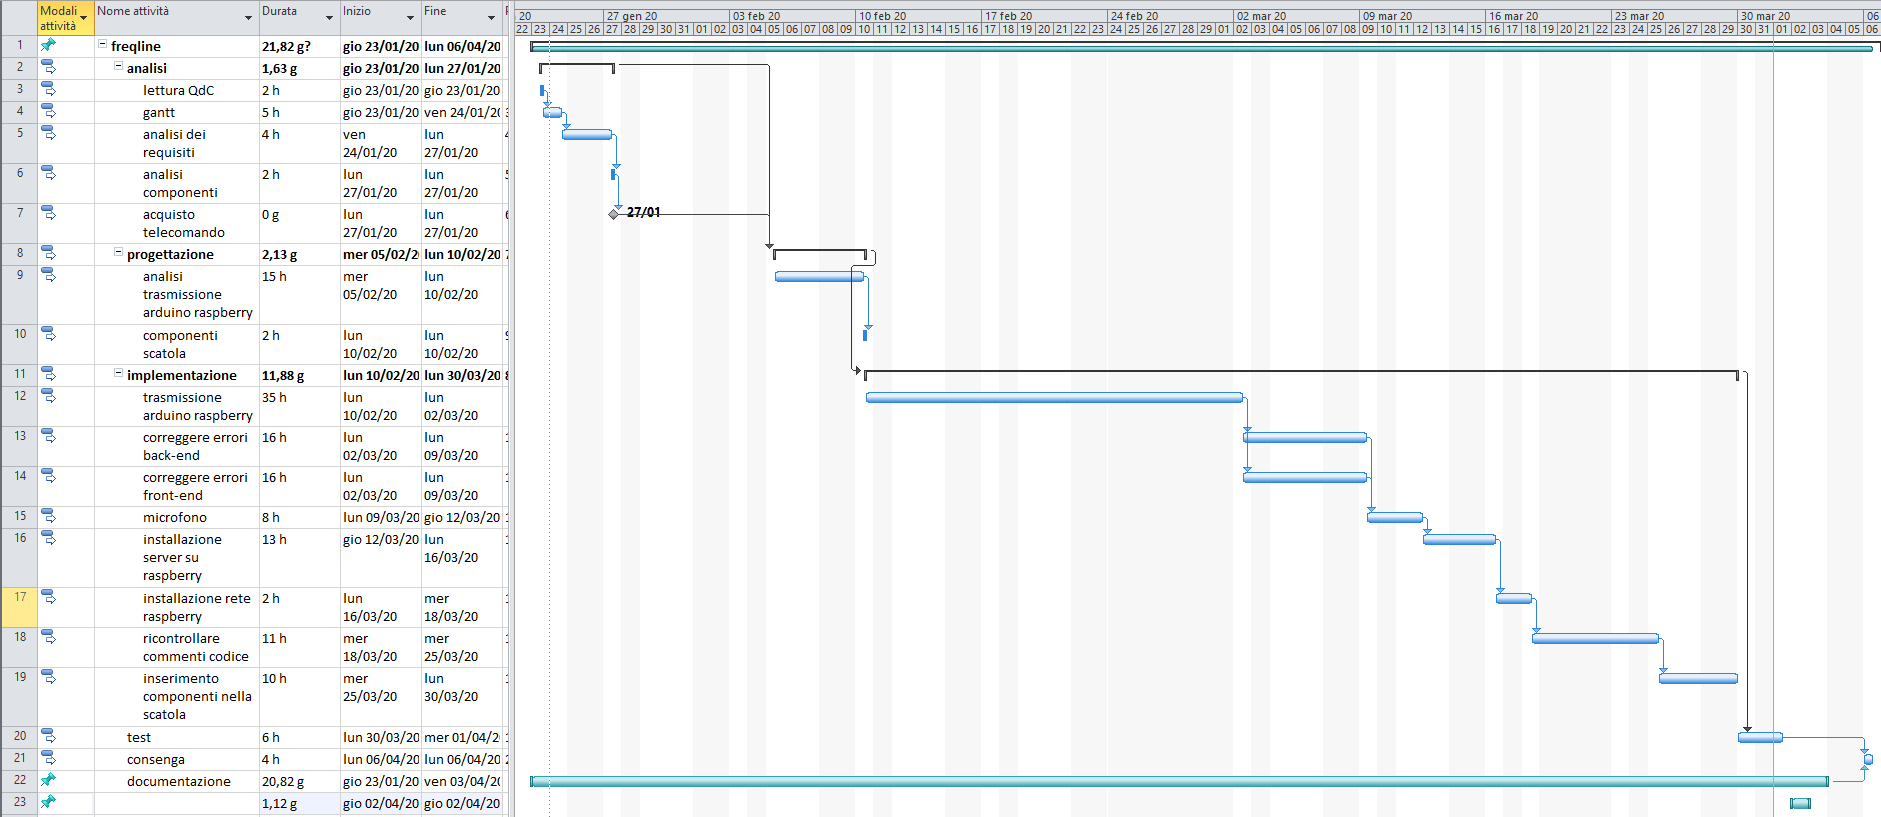 Modali attività Nome attività Durata Inizio Fine
20 27 gen 20 03 feb 20 10 feb 20 17 feb 20 24 feb 20 02 mar 20 09 mar 20 16 mar 20 23 mar 20 30 mar 20 06
22 23 24 25 26 27 28 29 30 31 01 02 03 04 05 06 07 08 09 10 11 12 13 14 15 16 17 18 19 20 21 22 23 24 25 26 27 28 29 01 02 03 04 05 06 07 08 09 10 11 12 13 14 15 16 17 18 19 20 21 22 23 24 25 26 27 28 29 30 01 02 03 04 05 06
1 freqline 21,82 g? gio 23/01/20 lun 06/04/20
2 analisi 1,63 g gio 23/01/20 lun 27/01/20
3 lettura QdC 2 h gio 23/01/20 gio 23/01/20
4 gantt 5 h gio 23/01/20 ven 24/01/20
5 analisi dei 4 h ven lun
requisiti 24/01/20 27/01/20
6 analisi 2 h lun lun
componenti 27/01/20 27/01/20
7 acquisto 0 g lun lun
telecomando 27/01/20 27/01/20
27/01
8 progettazione 2,13 g mer 05/02/2 lun 10/02/20
9 analisi 15 h mer lun
trasmissione 05/02/20 10/02/20
arduino raspberry
10 componenti 2 h lun lun
scatola 10/02/20 10/02/20
11 implementazione 11,88 g lun 10/02/20 lun 30/03/20
12 trasmissione 35 h lun lun
arduino raspberry 10/02/20 02/03/20
13 correggere errori 16 h lun lun
back-end 02/03/20 09/03/20
14 correggere errori 16 h lun lun
front-end 02/03/20 09/03/20
15 microfono 8 h lun 09/03/20 gio 12/03/20
16 installazione 13 h gio 12/03/20 lun
server su 16/03/20
raspberry
17 installazione rete 2 h lun mer
raspberry 16/03/20 18/03/20
18 ricontrollare 11 h mer mer
commenti codice 18/03/20 25/03/20
19 inserimento 10 h mer lun
componenti nella 25/03/20 30/03/20
scatola
20 test 6 h lun 30/03/20 mer 01/04/2
21 consenga 4 h lun 06/04/20 lun 06/04/20
22 documentazione 20,82 g gio 23/01/20 ven 03/04/20
23 1,12 g gio 02/04/20 gio 02/04/20